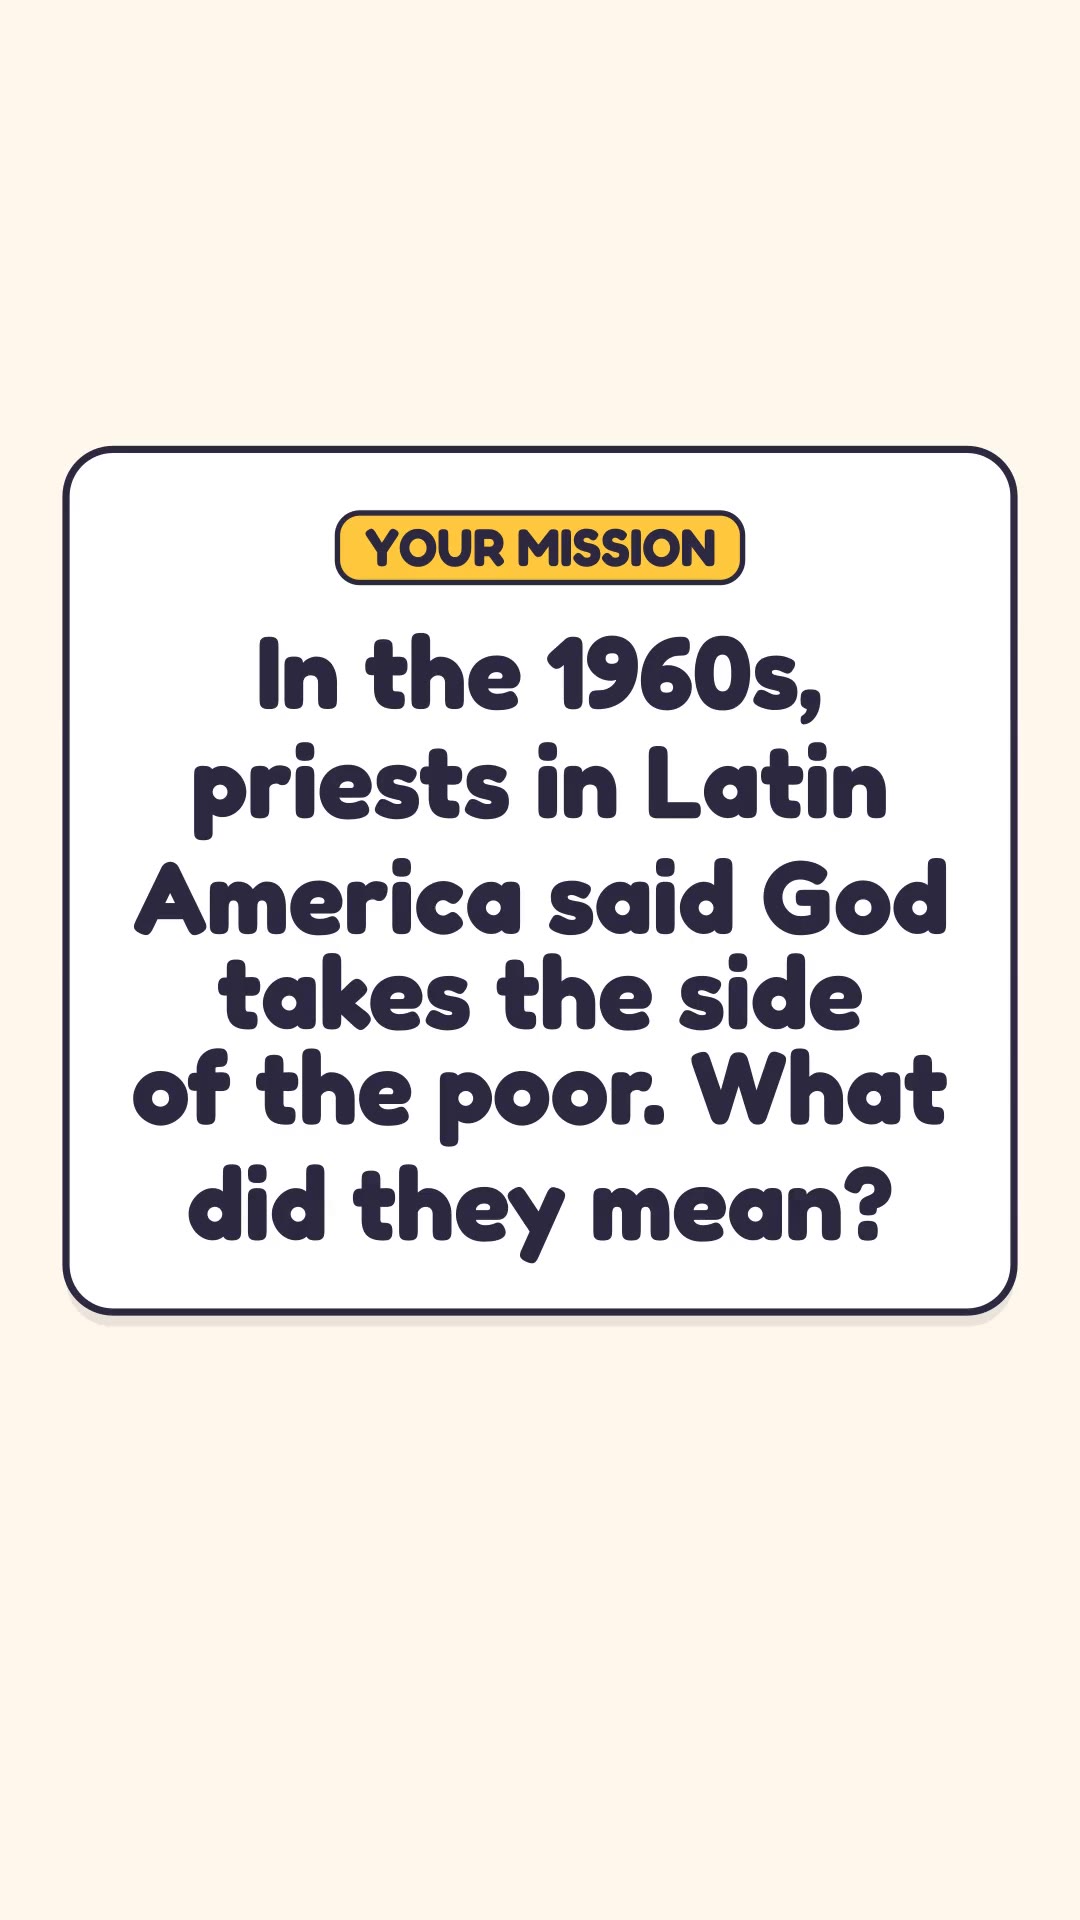 YOUR MISSION
In the 1960s,
priests in Latin
America said God
takes the side
of the poor. What
did they mean?